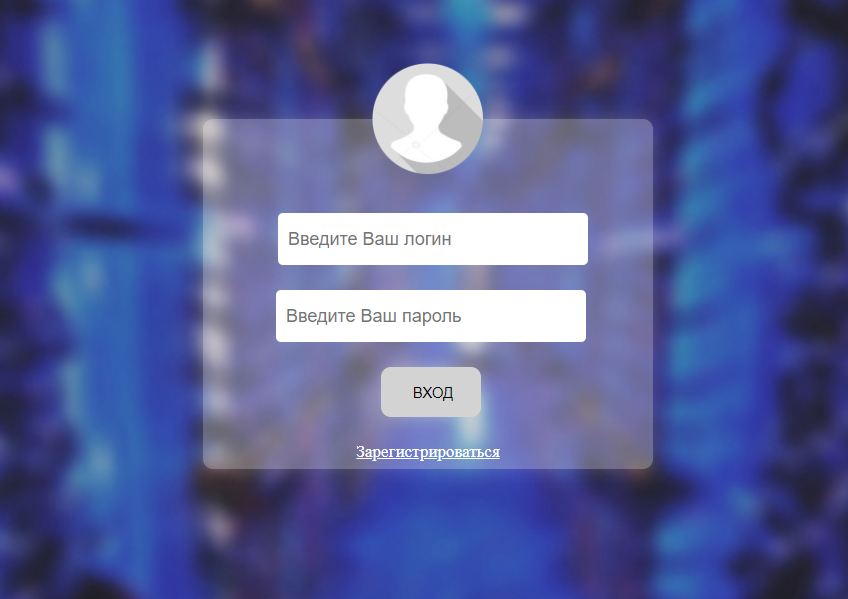 Введите Ваш логин
Введите Ваш пароль
ВХОД
Зарегистрироваться